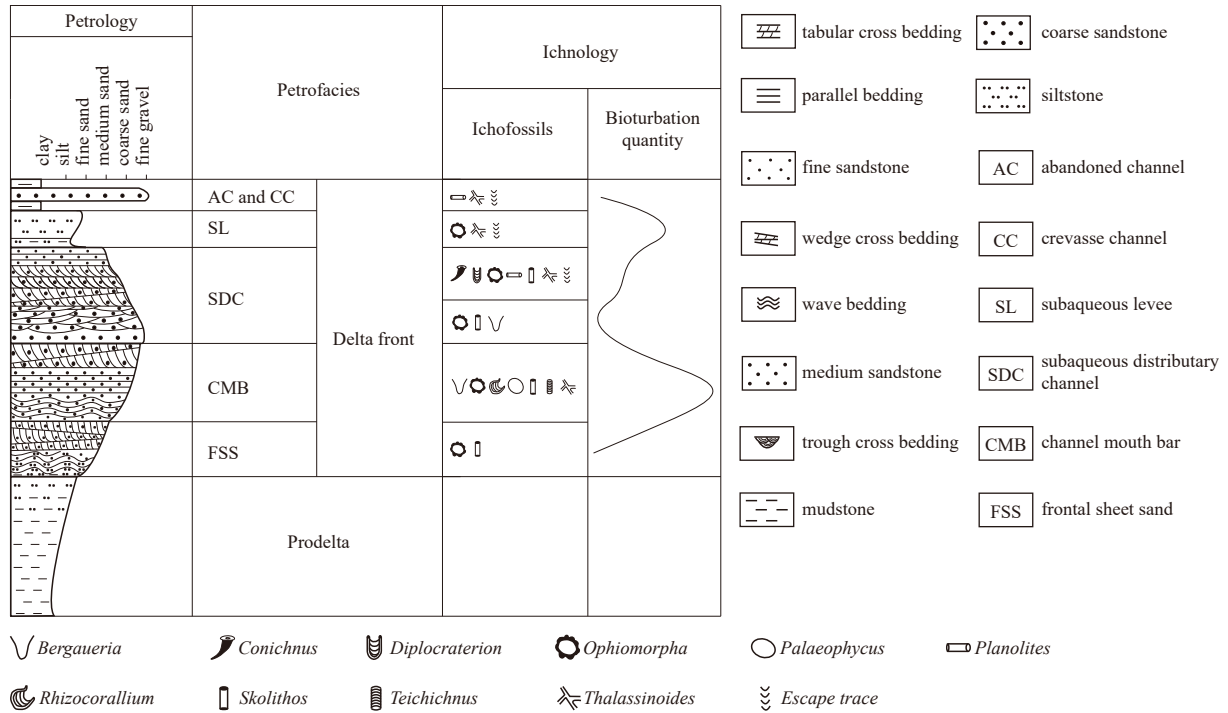 Petrology
Petrofacies
Ichnology
Ichofossils
Bioturbation
quantity
clay
silt
fine sand
medium sand
coarse sand
fine gravel
AC and CC
SL
SDC
CMB
FSS
Delta front
Prodelta
tabular cross bedding
coarse sandstone
parallel bedding
siltstone
fine sandstone
AC abandoned channel
wedge cross bedding
CC crevasse channel
wave bedding
SL subaqueous levee
medium sandstone
SDC subaqueous distributary
channel
trough cross bedding
CMB channel mouth bar
mudstone
FSS frontal sheet sand
Bergaueria
Conichnus
Diplocraterion
Ophiomorpha
Palaeophycus
Planolites
Rhizocorallium
Skolithos
Teichichnus
Thalassinoides
Escape trace